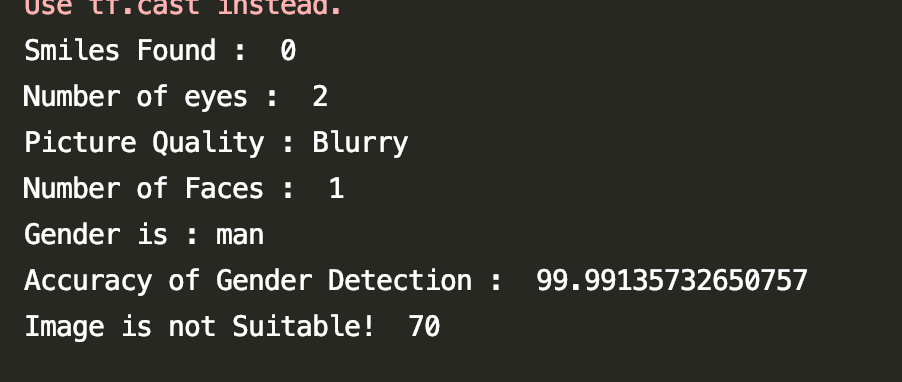 Use tf.cast instead.
Smiles Found :  0
Number of eyes :  2
Picture Quality : Blurry
Number of Faces :  1
Gender is : man
Accuracy of Gender Detection :  99.99135732650757
Image is not Suitable!  70